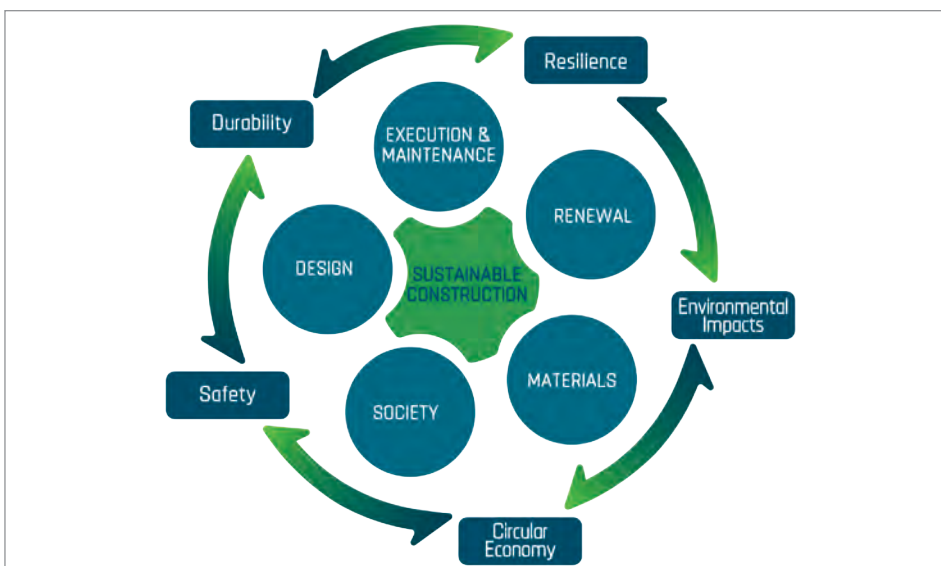 Resilience
Durability
EXECUTION &
MAINTENANCE
RENEWAL
DESIGN
SUSTAINABLE
CONSTRUCTION
Environmental
Impacts
MATERIALS
Safety
SOCIETY
Circular
Economy